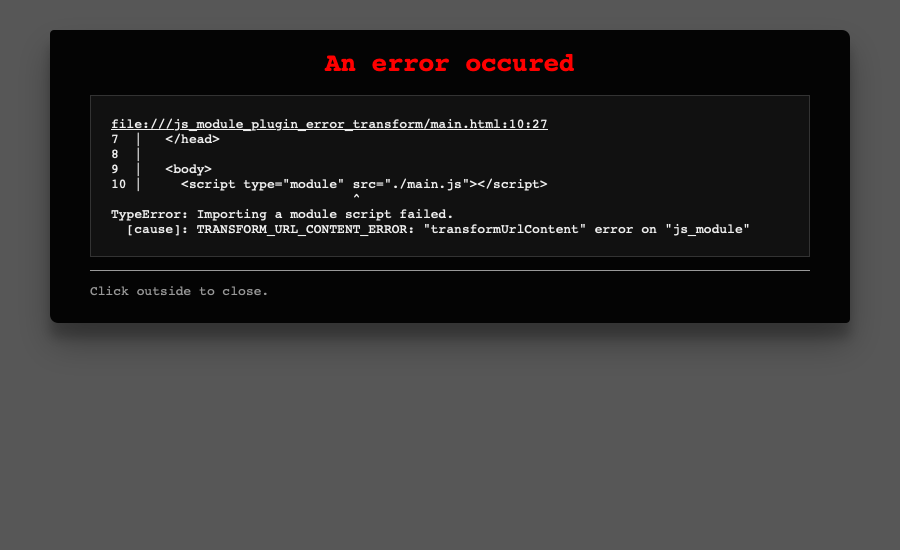 An error occured
file:///js_module_plugin_error_transform/main.html:10:27
7  |   </head>
8  |
9  |   <body>
10 |     <script type="module" src="./main.js"></script>
                               ^
TypeError: Importing a module script failed.
  [cause]: TRANSFORM_URL_CONTENT_ERROR: "transformUrlContent" error on "js_module"
Click outside to close.